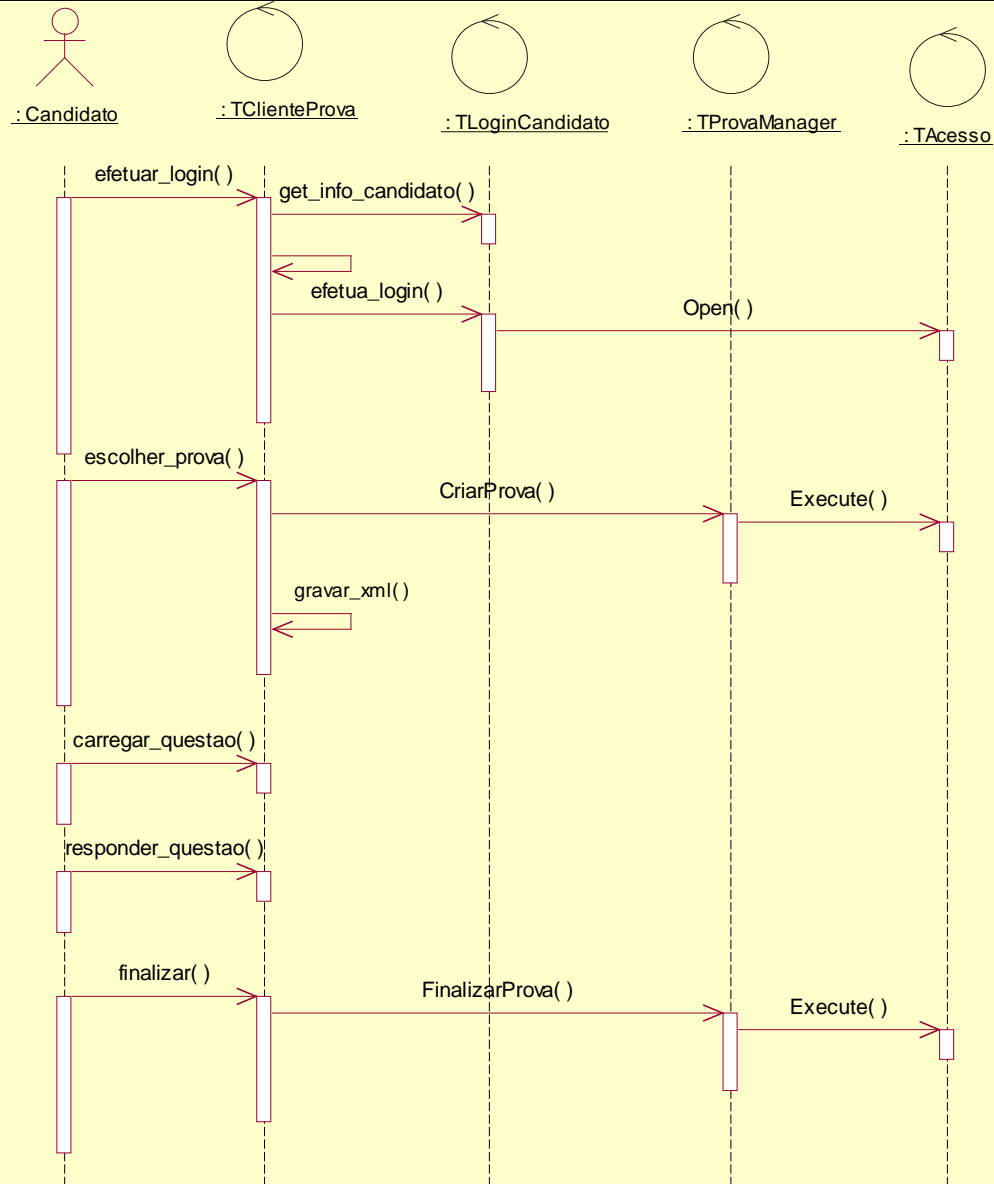 : Candidato
: TClienteProva
: TLoginCandidato
: TProvaManager
: TAcesso
efetuar_login( )
get_info_candidato( )
efetua_login( )
Open( )
escolher_prova( )
CriarProva( )
Execute( )
gravar_xml( )
carregar_questao( )
responder_questao( )
finalizar( )
FinalizarProva( )
Execute( )